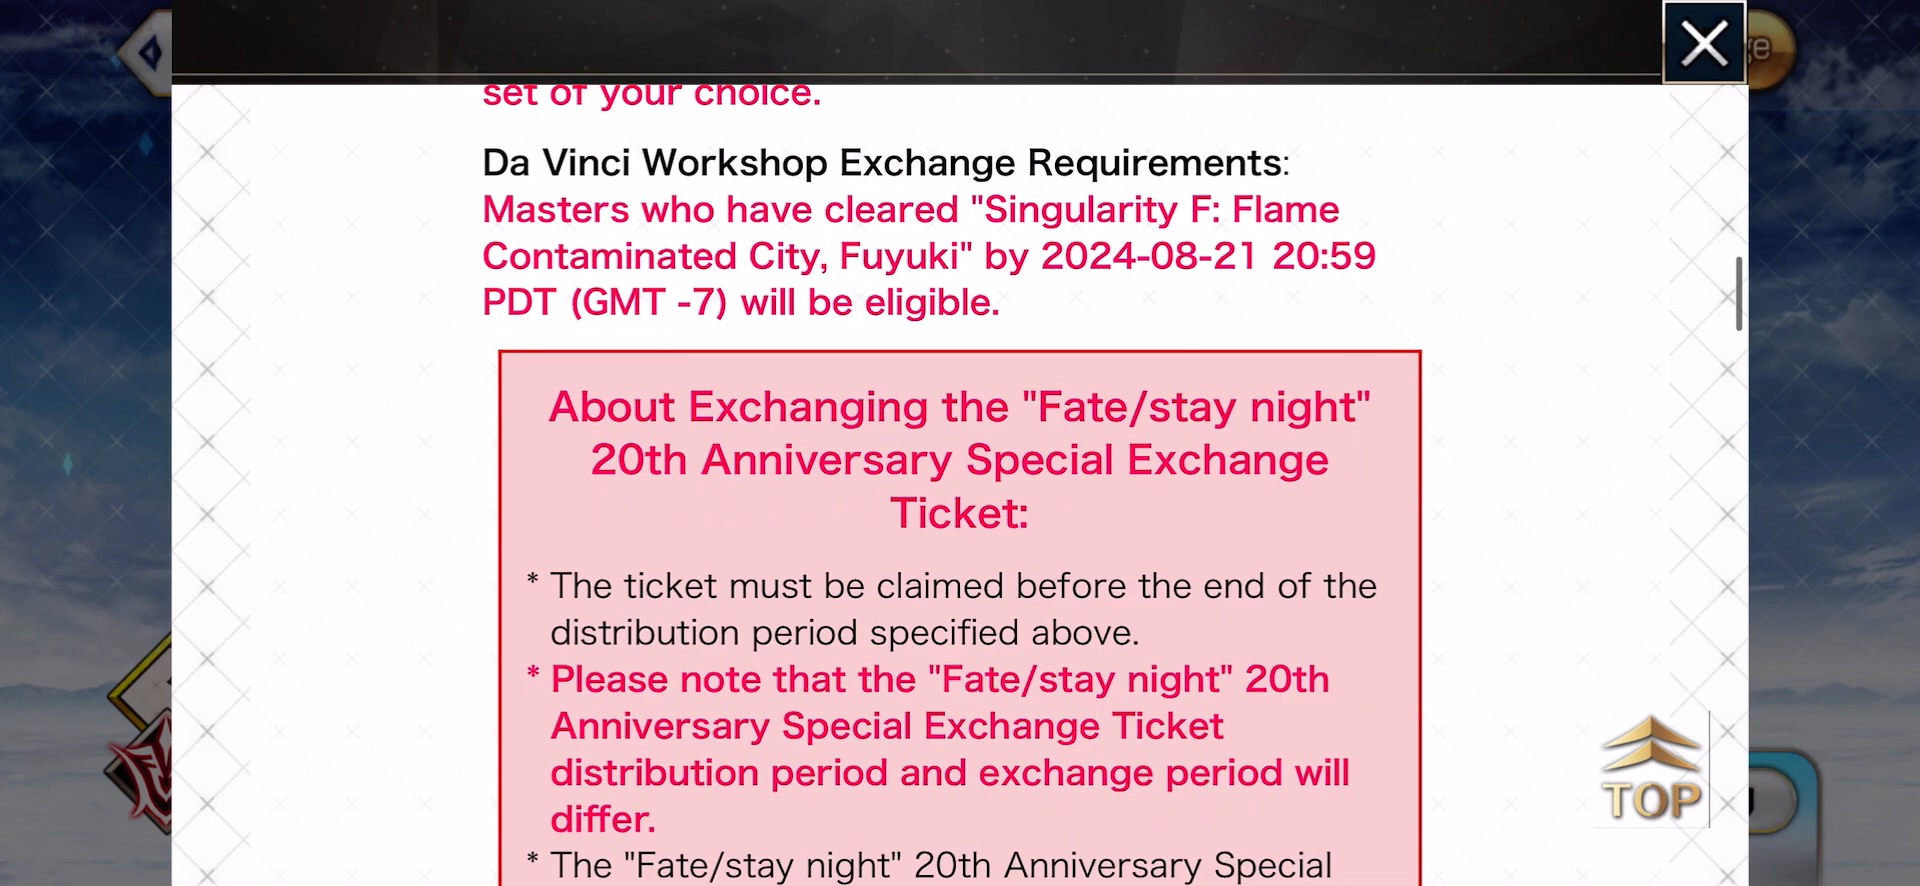 set of your choice.
Da Vinci Workshop Exchange Requirements:
Masters who have cleared "Singularity F: Flame
Contaminated City, Fuyuki" by 2024-08-21 20:59
PDT (GMT -7) will be eligible.
About Exchanging the "Fate/stay night"
20th Anniversary Special Exchange
Ticket:
* The ticket must be claimed before the end of the
distribution period specified above.
* Please note that the "Fate/stay night" 20th
Anniversary Special Exchange Ticket
distribution period and exchange period will
differ.
* The "Fate/stay night" 20th Anniversary Special
TOP